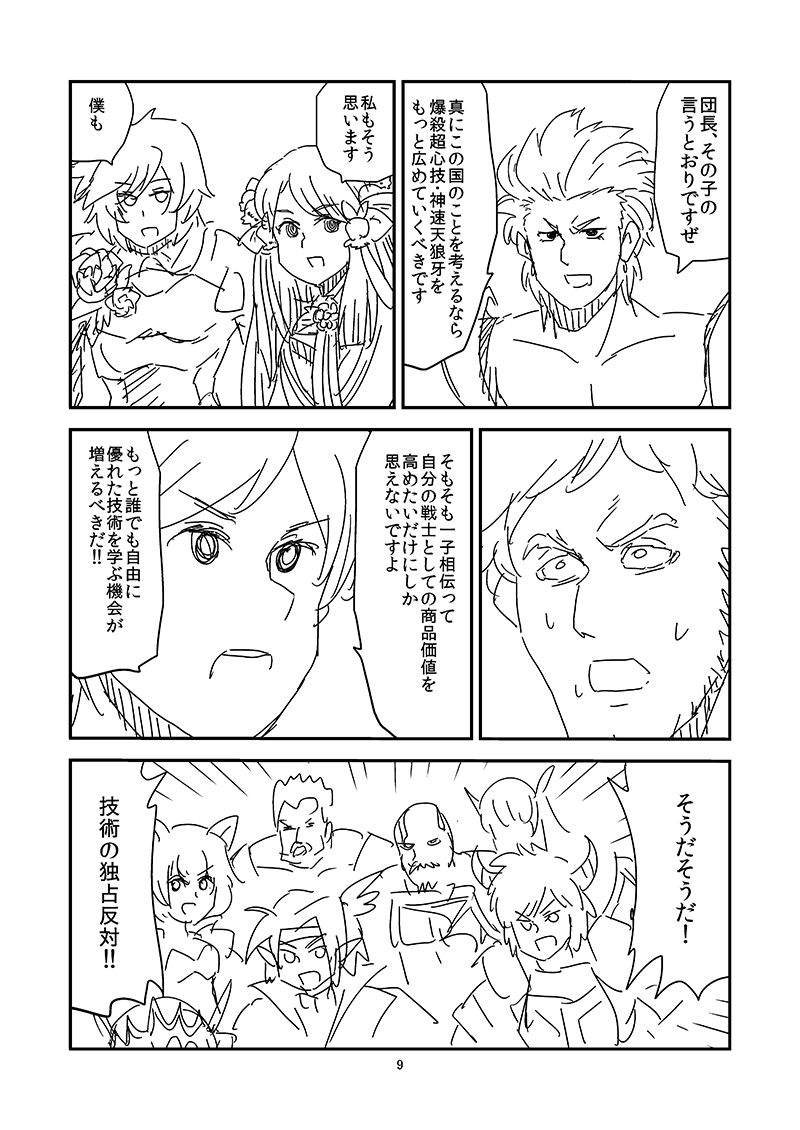 団長、その子の
言うとおりですぜ
真にこの国のことを考えるなら
爆殺超心技・神速天狼牙を
もっと広めていくべきです
私もそう
思います
僕も
そもそも一子相伝って
自分の戦士としての商品価値を
高めたいだけにしか
思えないですよ
もっと誰でも自由に
優れた技術を学ぶ機会が
増えるべきだ!!
そうだそうだ!
技術の独占反対!!
9